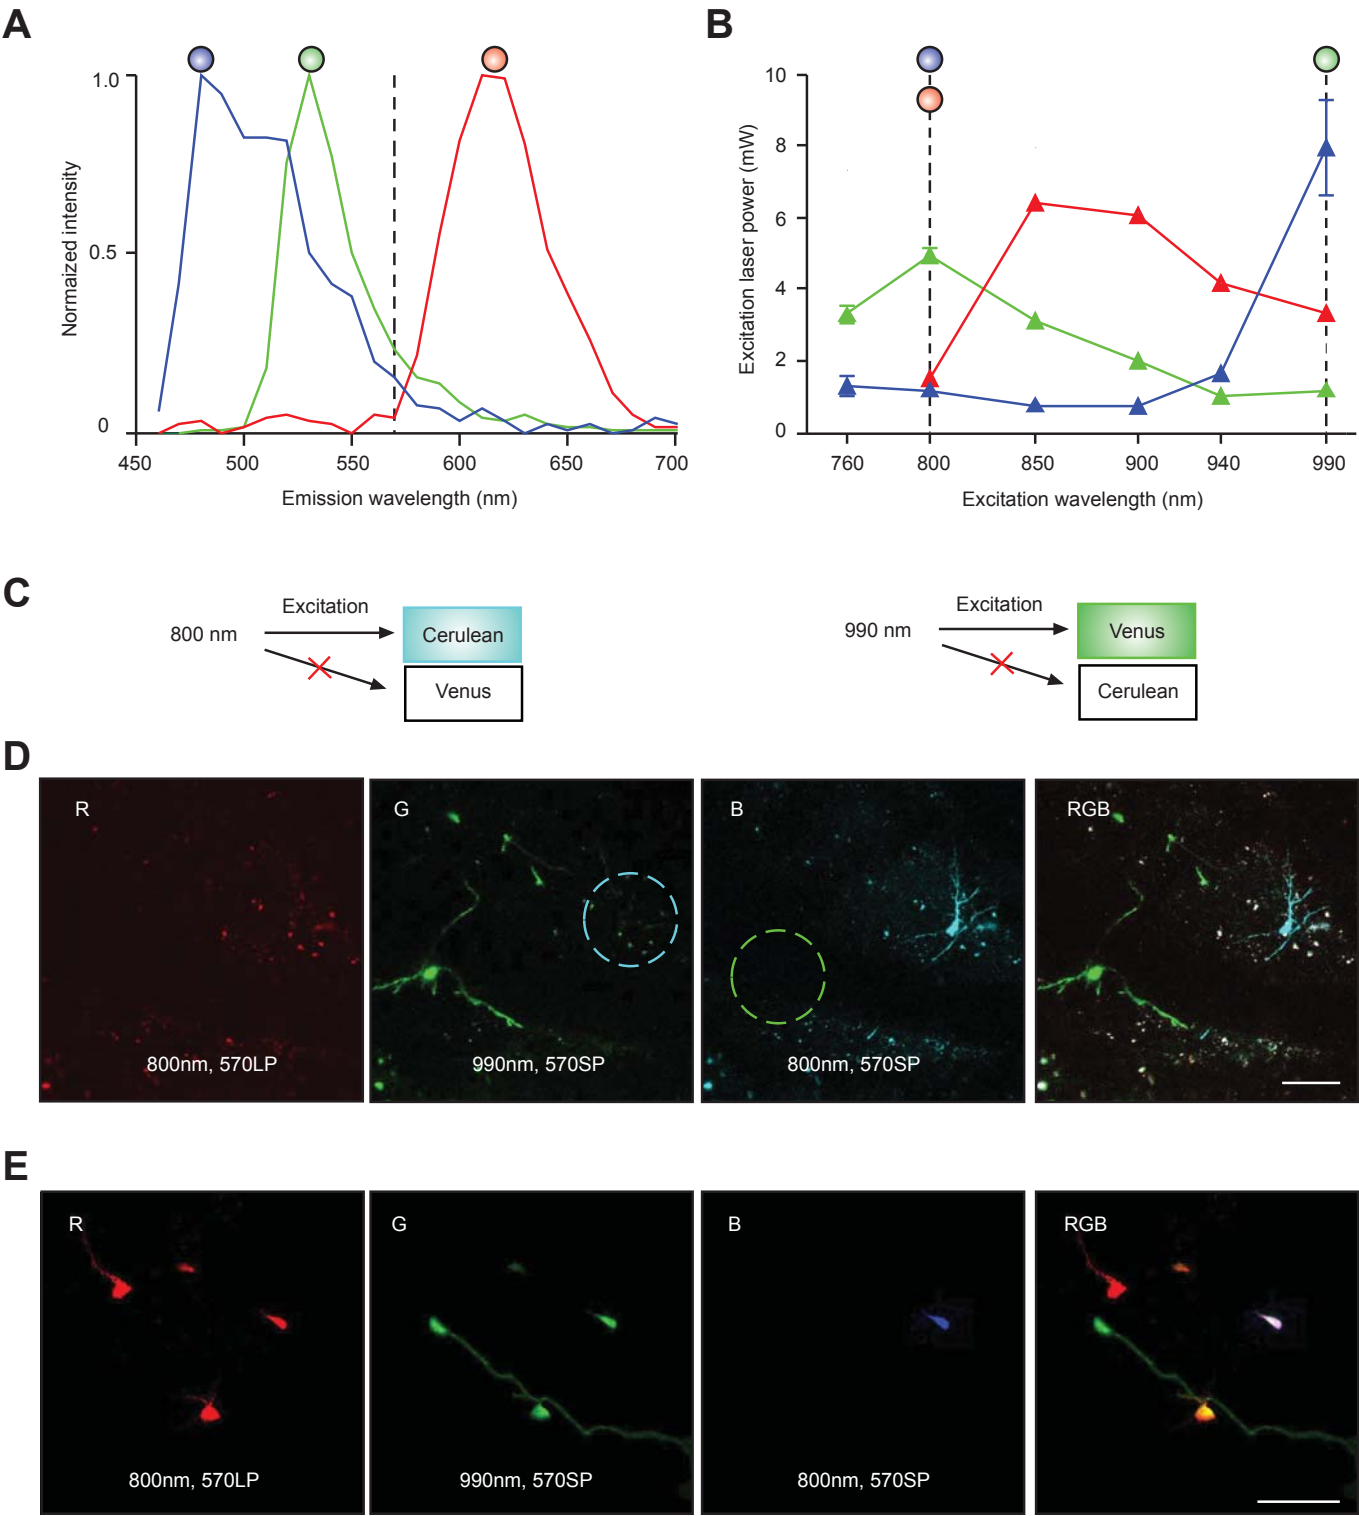 A
B
1.0
0.5
0
Normaized intensity
450 500 550 600 650 700
Emission wavelength (nm)
10
8
6
4
2
0
Excitation laser power (mW)
760 800 850 900 940 990
Excitation wavelength (nm)
C
800 nm
Excitation
Cerulean
Venus
990 nm
Excitation
Venus
Cerulean
D
R
800nm, 570LP
G
990nm, 570SP
B
800nm, 570SP
RGB
E
R
800nm, 570LP
G
990nm, 570SP
B
800nm, 570SP
RGB